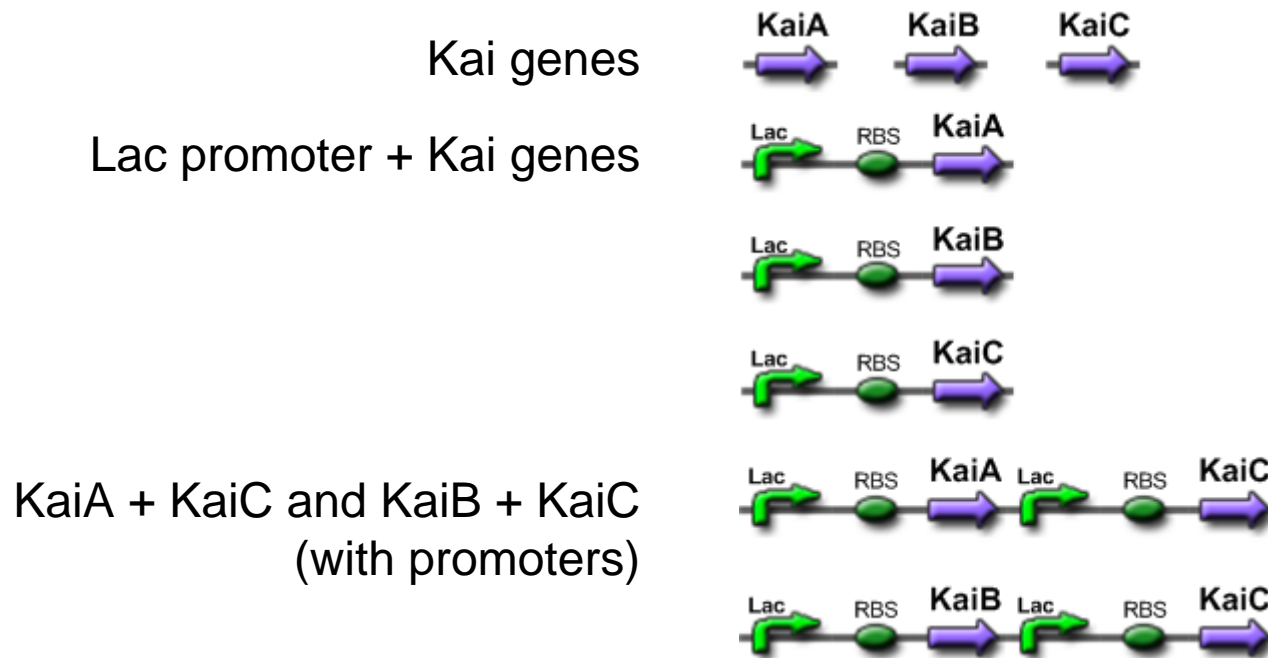 KaiA KaiB KaiC
Kai genes
Lac RBS KaiA
Lac promoter + Kai genes
Lac RBS KaiB
Lac RBS KaiC
Lac RBS KaiA Lac RBS KaiC
KaiA + KaiC and KaiB + KaiC
(with promoters)
Lac RBS KaiB Lac RBS KaiC